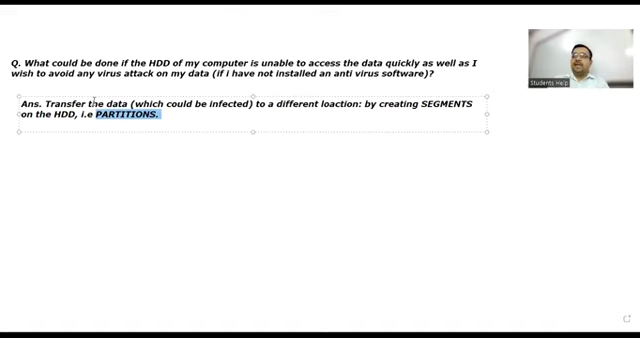 Q. What could be done if the HDD of my computer is unable to access the data quickly as well as I
wish to avoid any virus attack on my data (if i have not installed an anti virus software)?
Ans. Transfer the data (which could be infected) to a different loaction: by creating SEGMENTS
on the HDD, i.e PARTITIONS.
Students Help